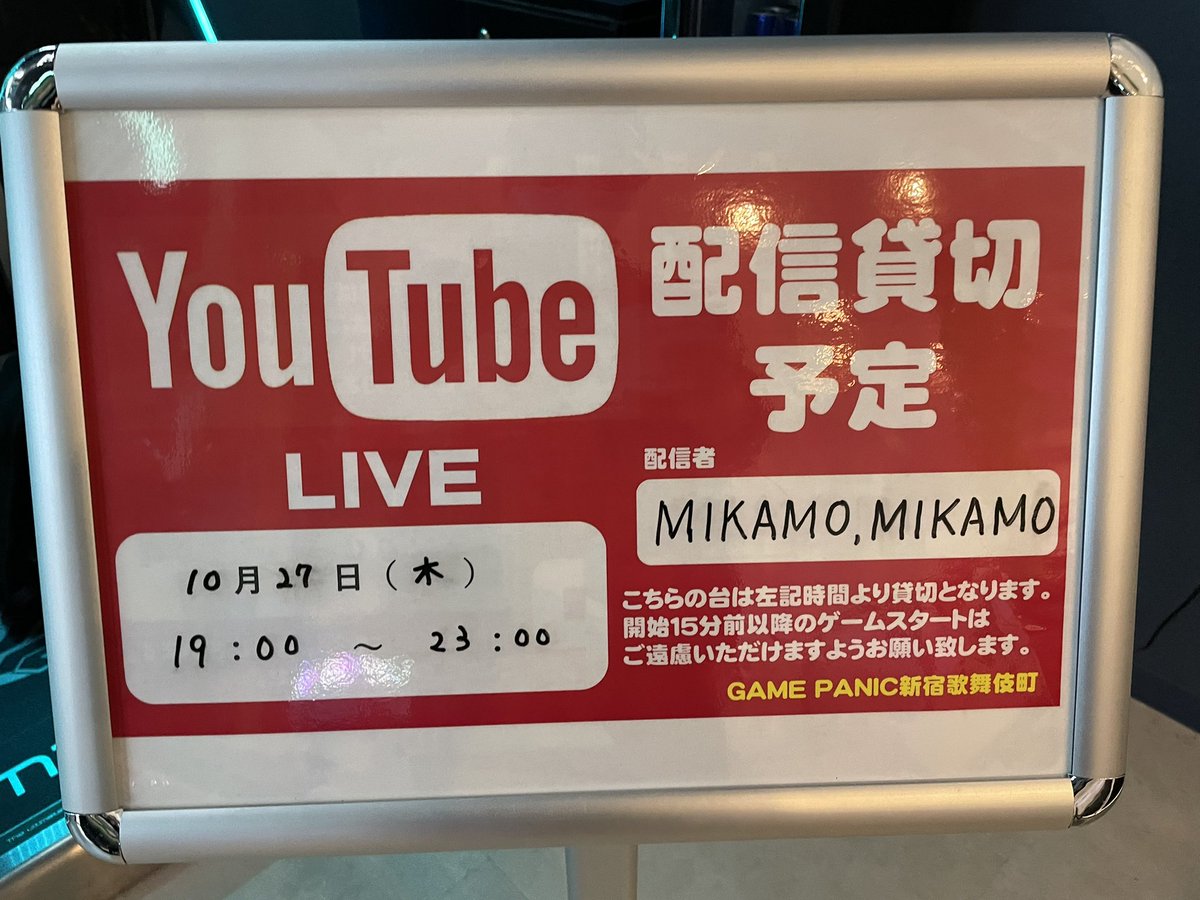 YouTube
LIVE
10月27日（木）
19：00 ～ 23：00
配信貸切
予定
配信者
MIKAMO,MIKAMO
こちらの台は左記時間より貸切となります。
開始15分前以降のゲームスタートは
ご遠慮いただけますようお願い致します。
GAME PANIC新宿歌舞伎町